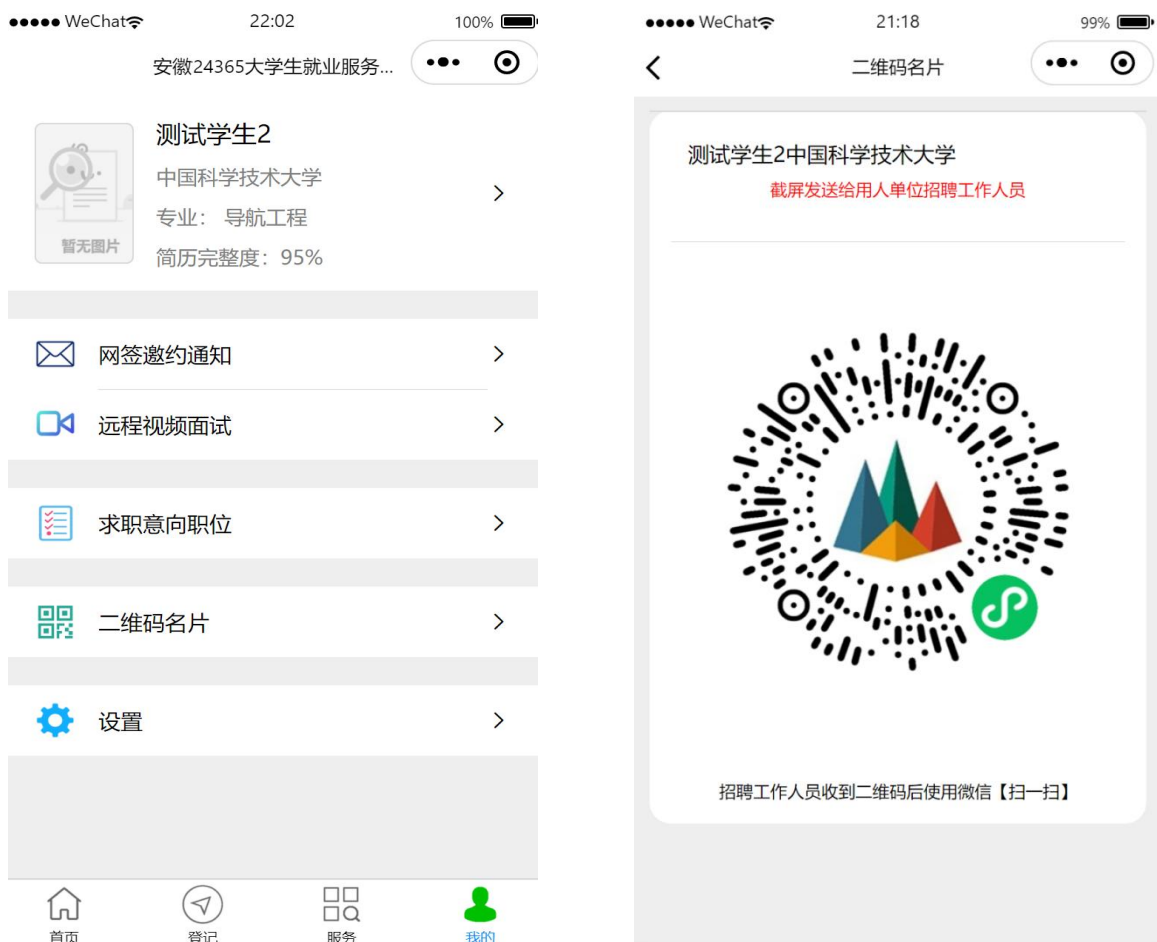 ●●●●● WeChat 22:02 100%
安徽24365大学生就业服务...
测试学生2
中国科学技术大学
专业： 导航工程
简历完整度：95%
暂无图片
网签邀约通知
远程视频面试
求职意向职位
二维码名片
设置
首页 登记 服务 我的
●●●●● WeChat 21:18 99%
二维码名片
测试学生2中国科学技术大学
截屏发送给用人单位招聘工作人员
招聘工作人员收到二维码后使用微信【扫一扫】